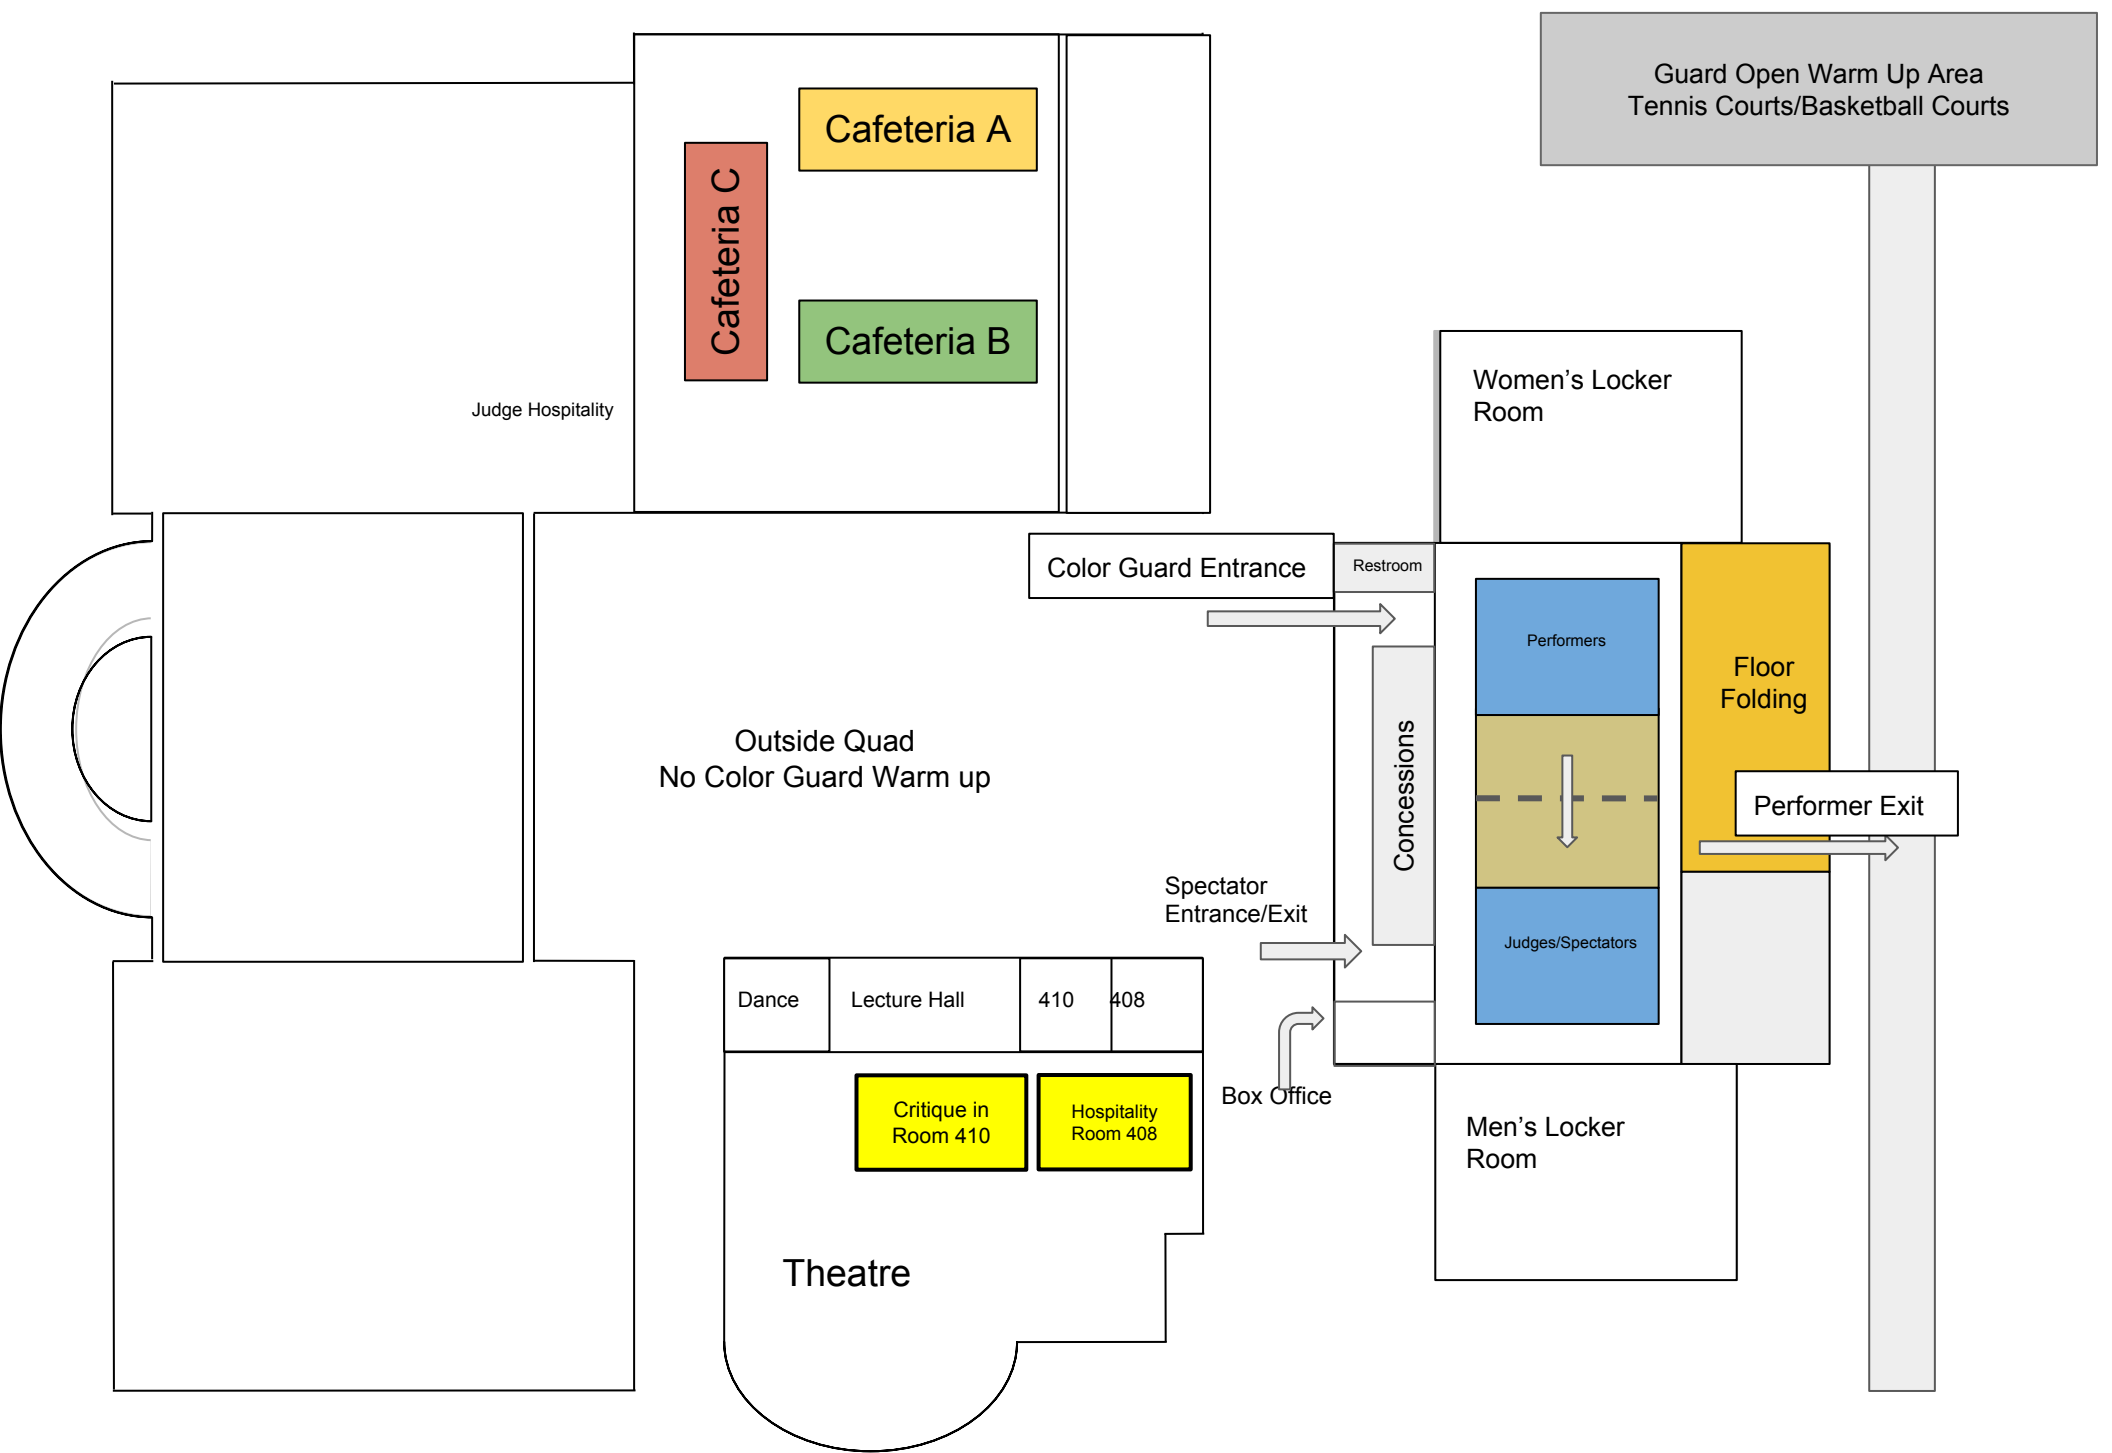 Guard Open Warm Up Area
Tennis Courts/Basketball Courts
Cafeteria A
Cafeteria C
Cafeteria B
Judge Hospitality
Women’s Locker
Room
Color Guard Entrance
Restroom
Performers
Floor
Folding
Outside Quad
No Color Guard Warm up
Concessions
Performer Exit
Spectator
Entrance/Exit
Judges/Spectators
Dance
Lecture Hall
410
408
Box Office
Critique in
Room 410
Hospitality
Room 408
Men’s Locker
Room
Theatre